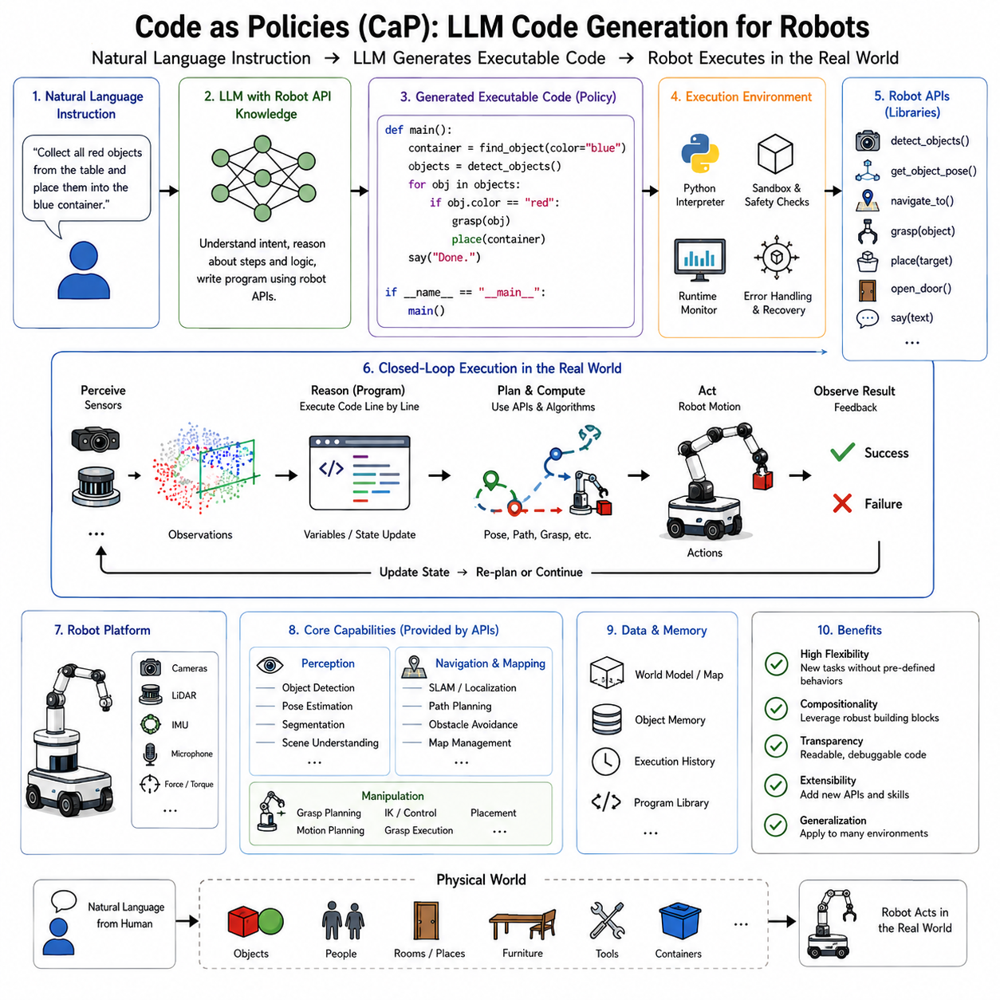 Code as Policies (CaP): LLM Code Generation for Robots
Natural Language Instruction → LLM Generates Executable Code → Robot Executes in the Real World
1. Natural Language
Instruction
"Collect all red objects
from the table and
place them into the
blue container."
2. LLM with Robot API
Knowledge
Understand intent, reason
about steps and logic,
write program using robot
APIs.
3. Generated Executable Code (Policy)
def main():
    container = find_object(color="blue")
    objects = detect_objects()
    for obj in objects:
        if obj.color == "red":
            grasp(obj)
            place(container)
    say("Done.")
if __name__ == "__main__":
    main()
4. Execution Environment
Python
Interpreter
Sandbox &
Safety Checks
Runtime
Monitor
Error Handling
& Recovery
5. Robot APIs
(Libraries)
detect_objects()
get_object_pose()
navigate_to()
grasp(object)
place(target)
open_door()
say(text)
...
6. Closed-Loop Execution in the Real World
Perceive
Sensors
...
Observations
Reason (Program)
Execute Code Line by Line
</>
Variables / State Update
Plan & Compute
Use APIs & Algorithms
Pose, Path, Grasp, etc.
Act
Robot Motion
Actions
Observe Result
Feedback
Success
Failure
Update State → Re-plan or Continue
7. Robot Platform
Cameras
LiDAR
IMU
Microphone
Force / Torque
...
8. Core Capabilities (Provided by APIs)
Perception
Object Detection
Pose Estimation
Segmentation
Scene Understanding
...
Navigation & Mapping
SLAM / Localization
Path Planning
Obstacle Avoidance
Map Management
...
Manipulation
Grasp Planning IK / Control Placement
Motion Planning Grasp Execution ...
9. Data & Memory
World Model / Map
Object Memory
Execution History
</> Program Library
...
10. Benefits
High Flexibility
New tasks without pre-defined
behaviors
Compositionality
Leverage robust building blocks
Transparency
Readable, debuggable code
Extensibility
Add new APIs and skills
Generalization
Apply to many environments
Natural Language
from Human
Physical World
Objects
People
Rooms / Places
Furniture
Tools
Containers
...
Robot Acts in
the Real World